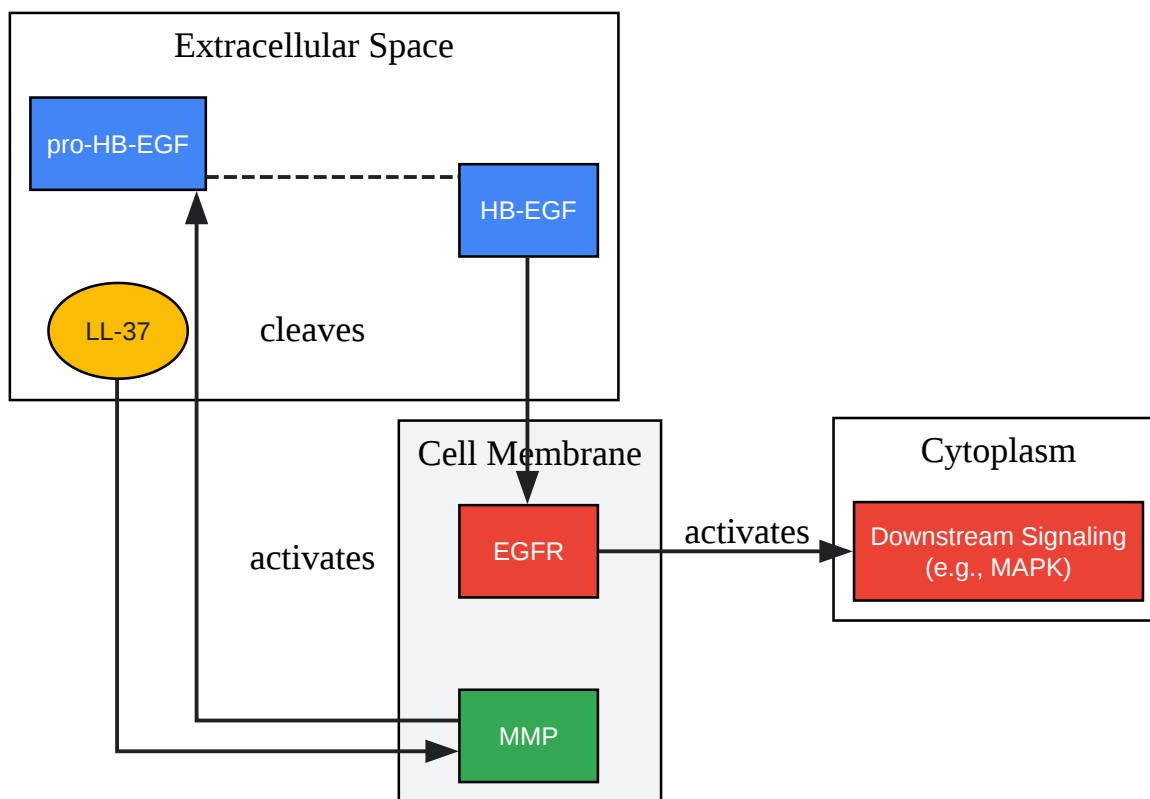 Extracellular Space
pro-HB-EGF
HB-EGF
LL-37
cleaves
Cell Membrane
Cytoplasm
EGFR
activates
Downstream Signaling
(e.g., MAPK)
activates
MMP